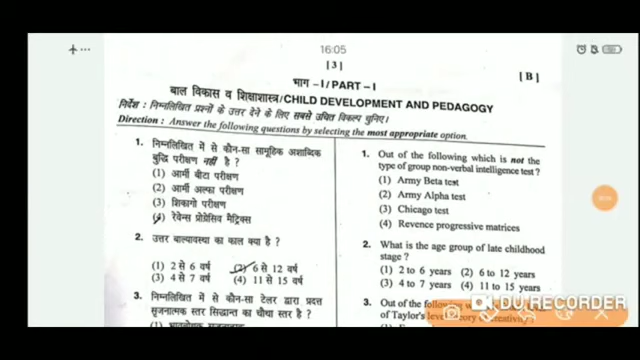 16:05
[3]
[B]
भाग -I / PART – I
बाल विकास व शिक्षाशास्त्र/CHILD DEVELOPMENT AND PEDAGOGY
निर्देश : निम्नलिखित प्रश्नों के उत्तर देने के लिए सबसे उचित विकल्प चुनिए।
Direction : Answer the following questions by selecting the most appropriate option.
1. निम्नलिखित में से कौन-सा सामूहिक अशाब्दिक
बुद्धि परीक्षण नहीं है ?
(1) आर्मी बीटा परीक्षण
(2) आर्मी अल्फा परीक्षण
(3) शिकागो परीक्षण
(4) रेवेन्स प्रोग्रेसिव मैट्रिक्स
2. उत्तर बाल्यावस्था का काल क्या है ?
(1) 2 से 6 वर्ष (2) 6 से 12 वर्ष
(3) 4 से 7 वर्ष (4) 11 से 15 वर्ष
3. निम्नलिखित में से कौन-सा टेलर द्वारा प्रदत्त
सृजनात्मक स्तर सिद्धान्त का चौथा स्तर है ?
1. Out of the following which is not the
type of group non-verbal intelligence test ?
(1) Army Beta test
(2) Army Alpha test
(3) Chicago test
(4) Revence progressive matrices
2. What is the age group of late childhood
stage ?
(1) 2 to 6 years (2) 6 to 12 years
(3) 4 to 7 years (4) 11 to 15 years
3. Out of the following
of Taylor's level theory of creativity ?
DU RECORDER